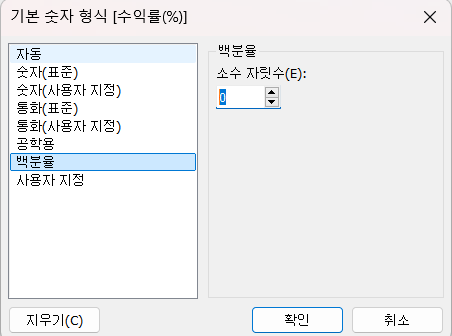 기본 숫자 형식 [수익률(%)]
자동
숫자(표준)
숫자(사용자 지정)
통화(표준)
통화(사용자 지정)
공학용
백분율
사용자 지정
백분율
소수 자릿수(E):
0
지우기(C)
확인
취소